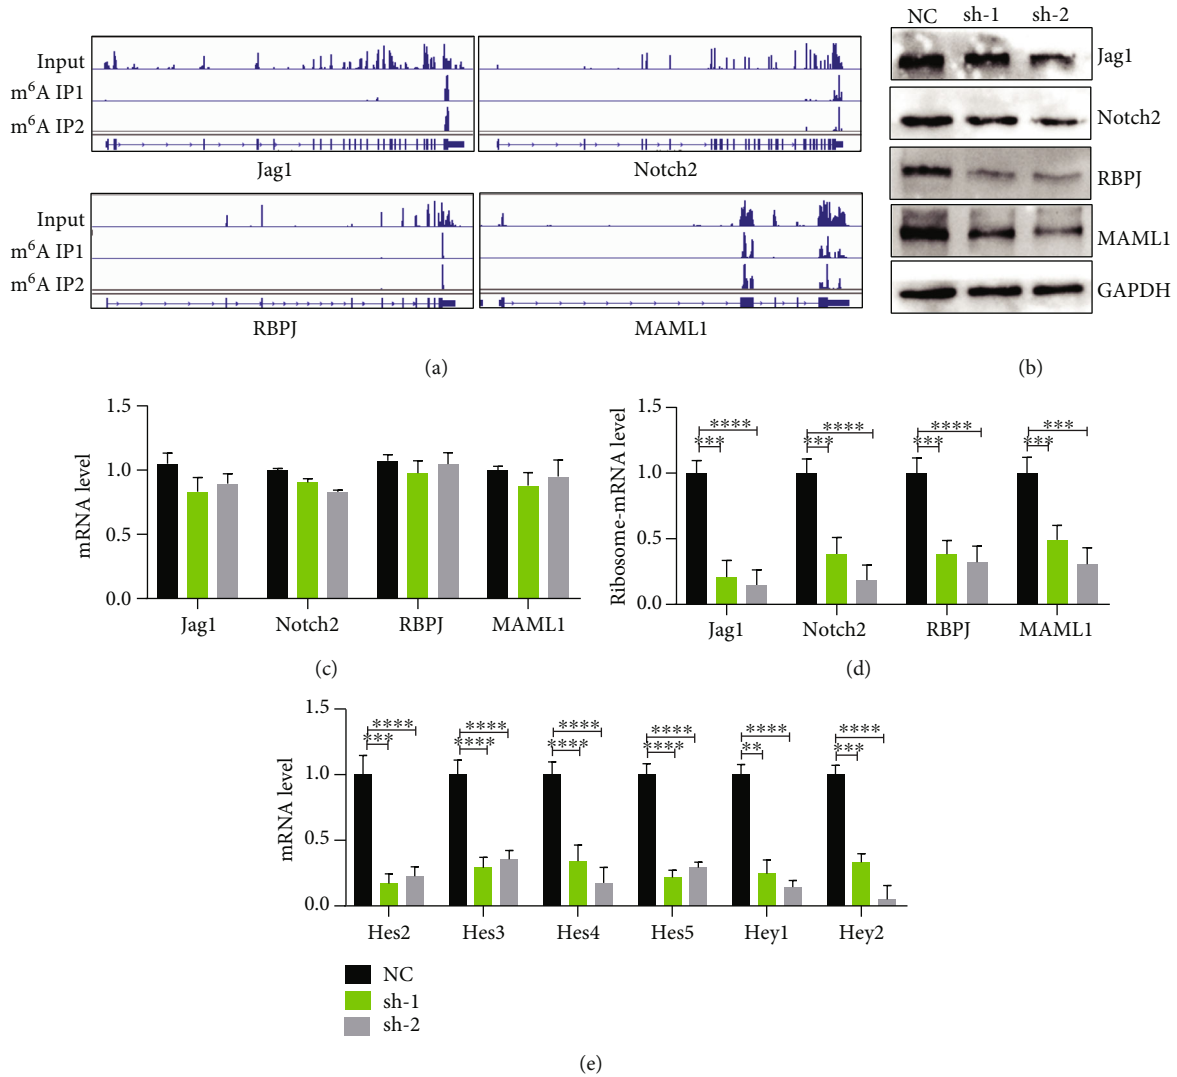 Input
m⁶A IP1
m⁶A IP2
Jag1
Notch2
Input
m⁶A IP1
m⁶A IP2
RBPJ
MAML1
(a)
NC sh-1 sh-2
Jag1
Notch2
RBPJ
MAML1
GAPDH
(b)
mRNA level
1.5
1.0
0.5
0.0
Jag1 Notch2 RBPJ MAML1
(c)
Ribosome-mRNA level
1.5
1.0
0.5
0.0
**** **** **** ***
*** *** *** ***
Jag1 Notch2 RBPJ MAML1
(d)
mRNA level
1.5
1.0
0.5
0.0
**** **** **** **** **** ****
*** **** **** **** ** ***
Hes2 Hes3 Hes4 Hes5 Hey1 Hey2
NC
sh-1
sh-2
(e)